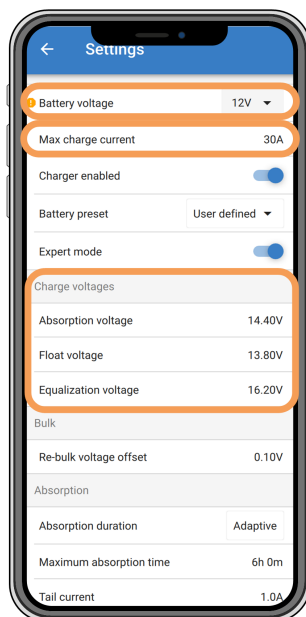 Settings
Battery voltage 12V
Max charge current 30A
Charger enabled
Battery preset User defined
Expert mode
Charge voltages
Absorption voltage 14.40V
Float voltage 13.80V
Equalization voltage 16.20V
Bulk
Re-bulk voltage offset 0.10V
Absorption
Absorption duration Adaptive
Maximum absorption time 6h 0m
Tail current 1.0A